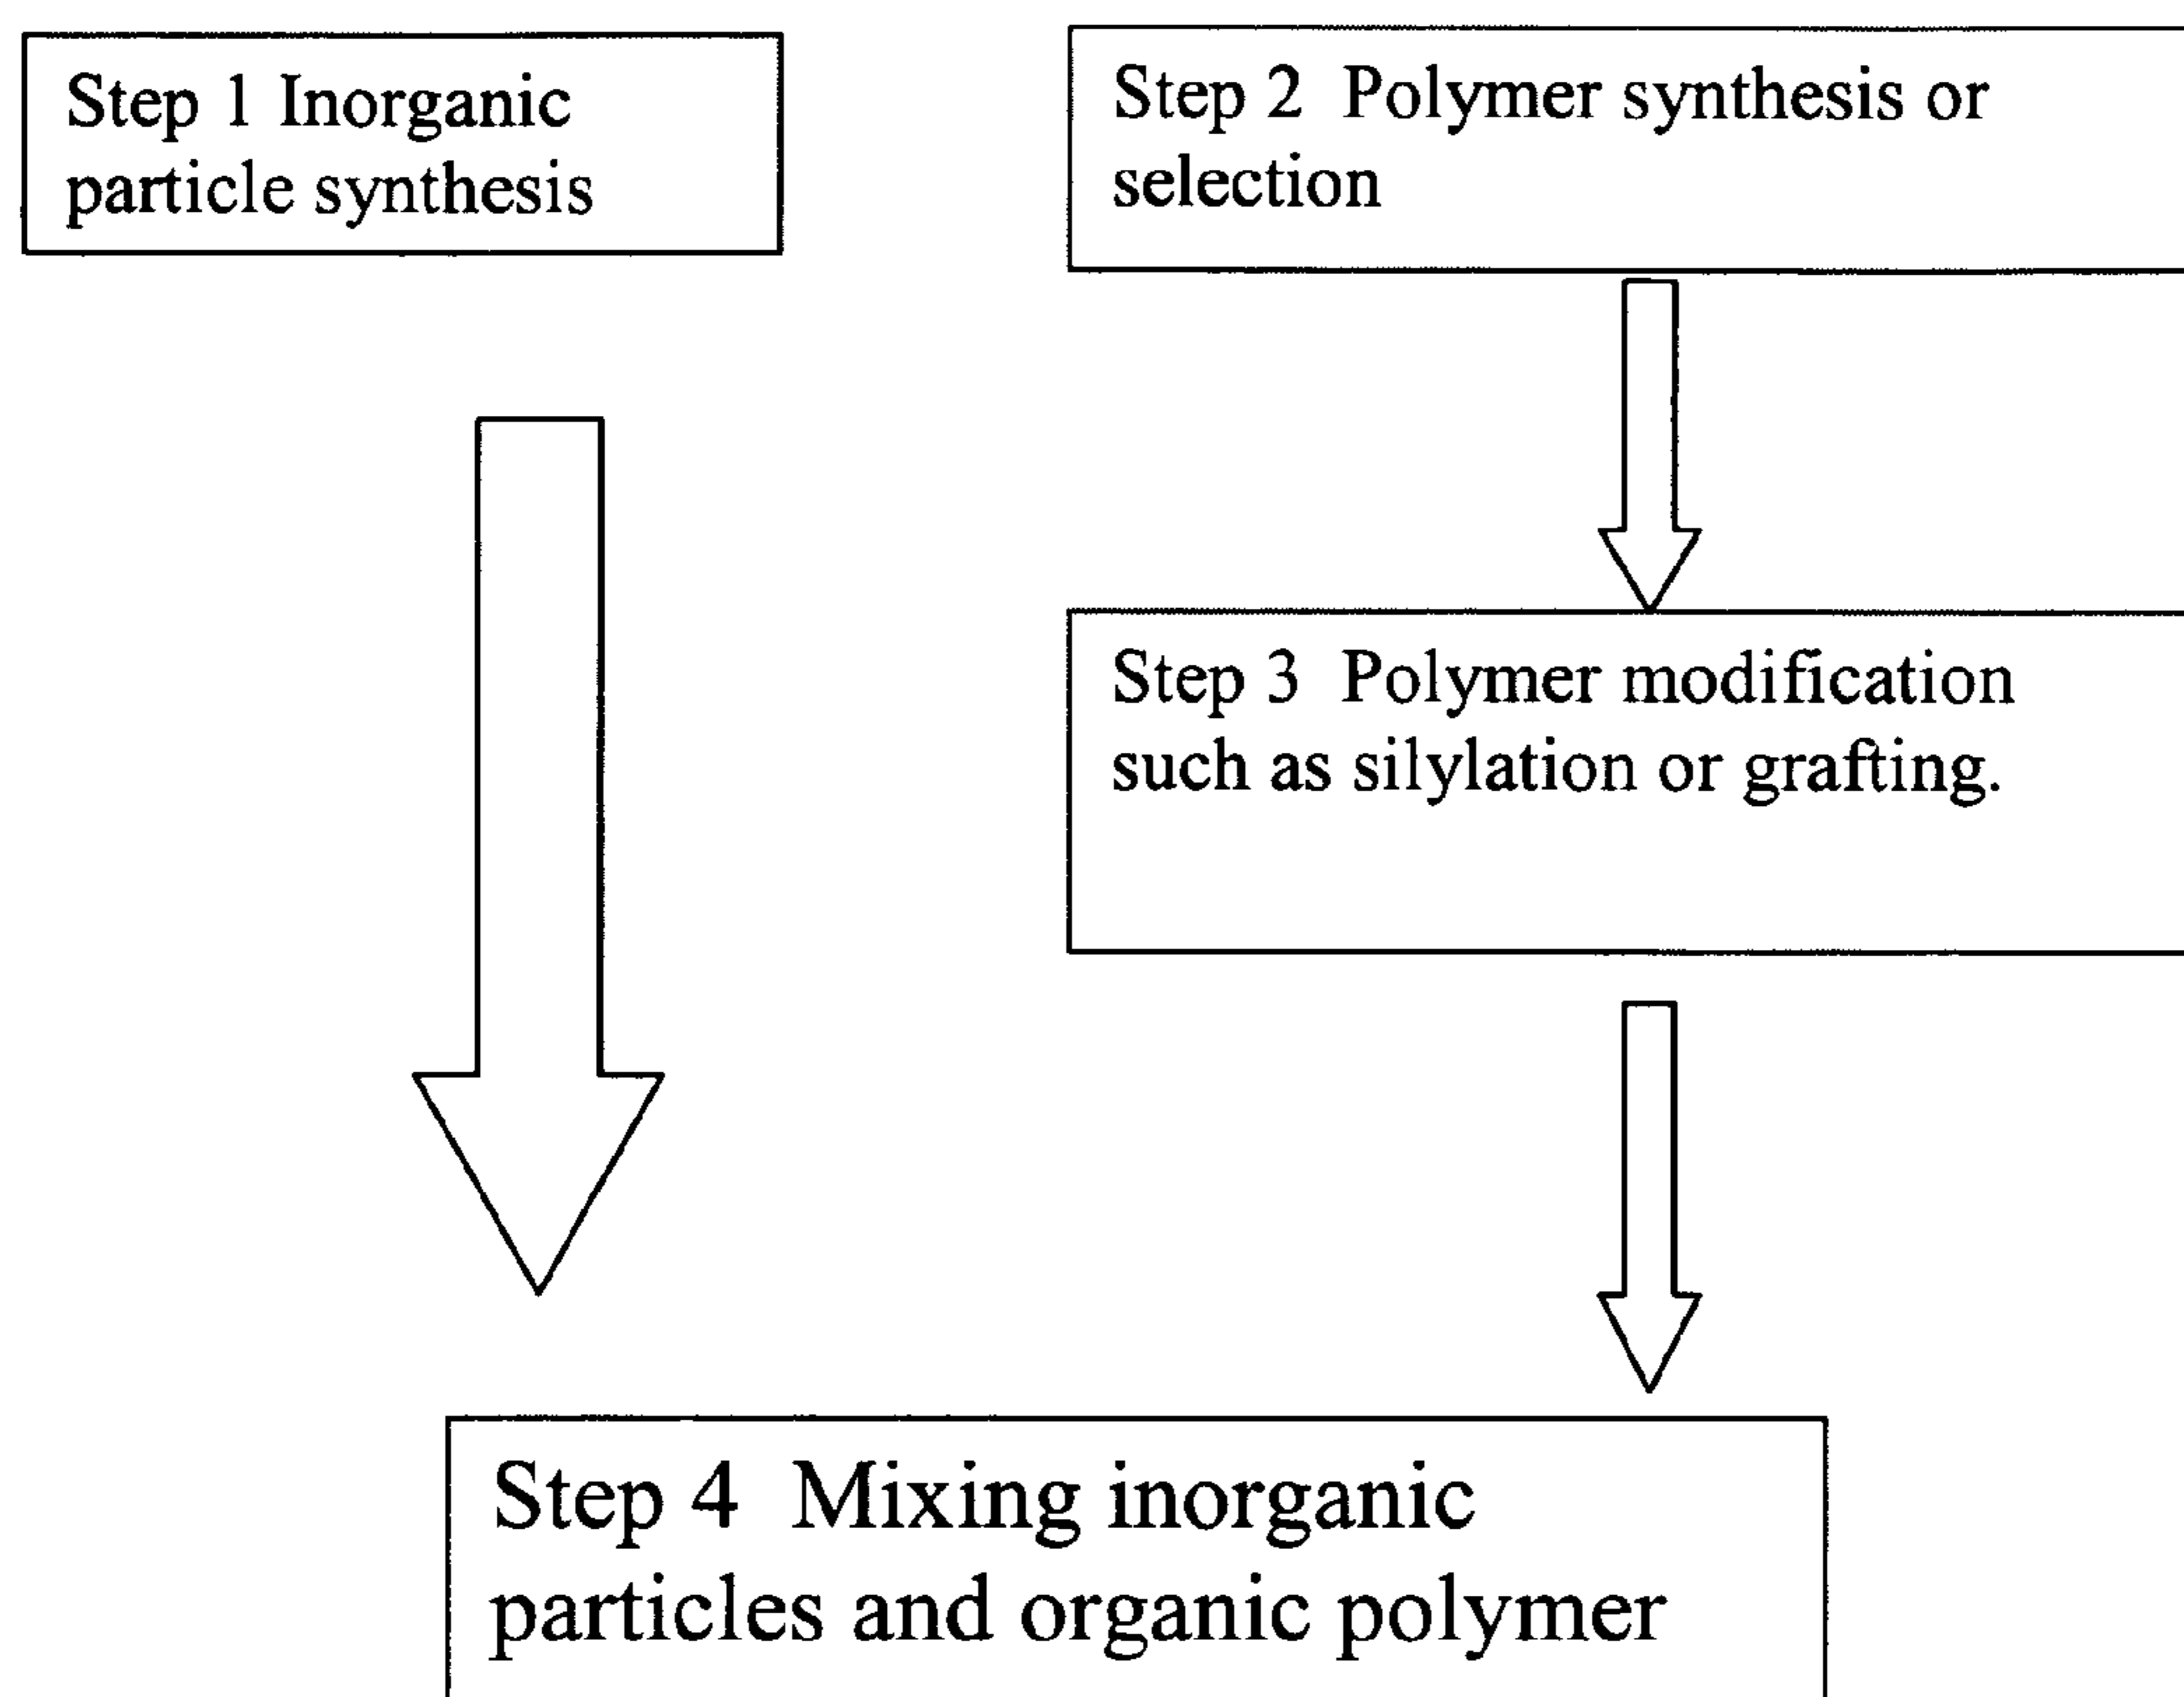 Step 1 Inorganic
particle synthesis
Step 2 Polymer synthesis or
selection
Step 3 Polymer modification
such as silylation or grafting.
Step 4 Mixing inorganic
particles and organic polymer